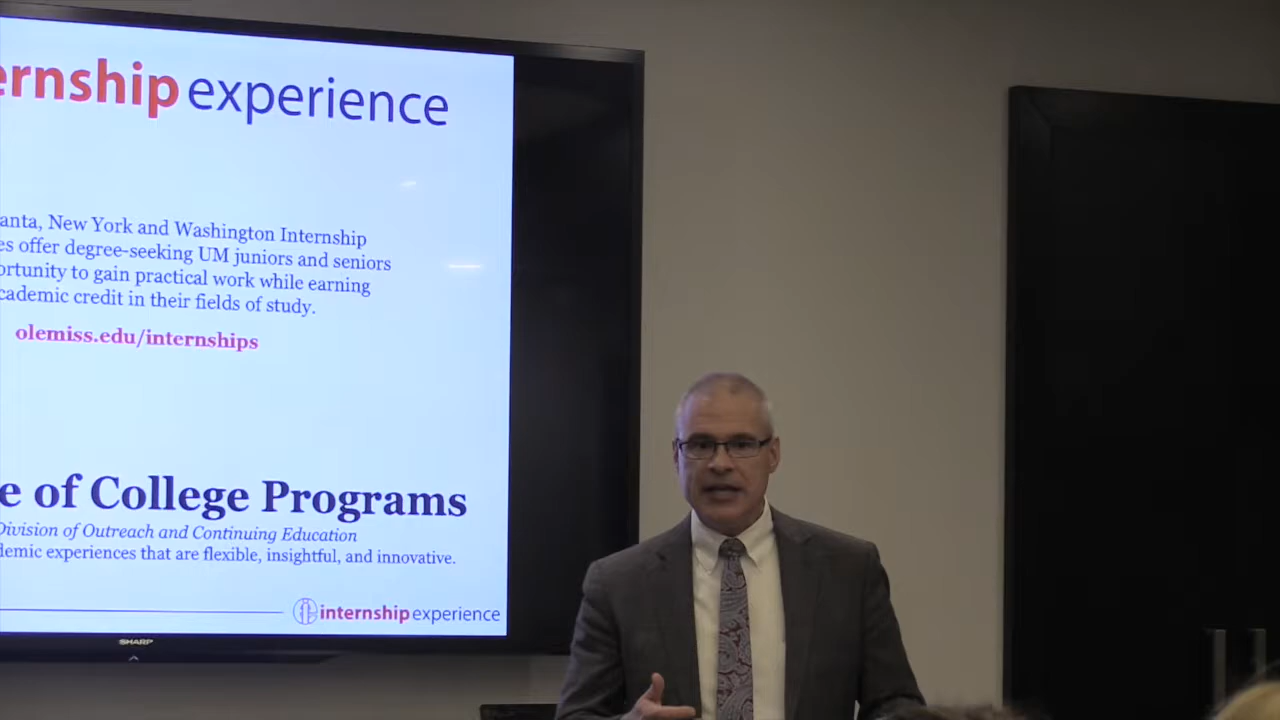 ernship experience
anta, New York and Washington Internship
es offer degree-seeking UM juniors and seniors
ortunity to gain practical work while earning
cademic credit in their fields of study.
olemiss.edu/internships
e of College Programs
Division of Outreach and Continuing Education
demic experiences that are flexible, insightful, and innovative.
internship experience
SHARP